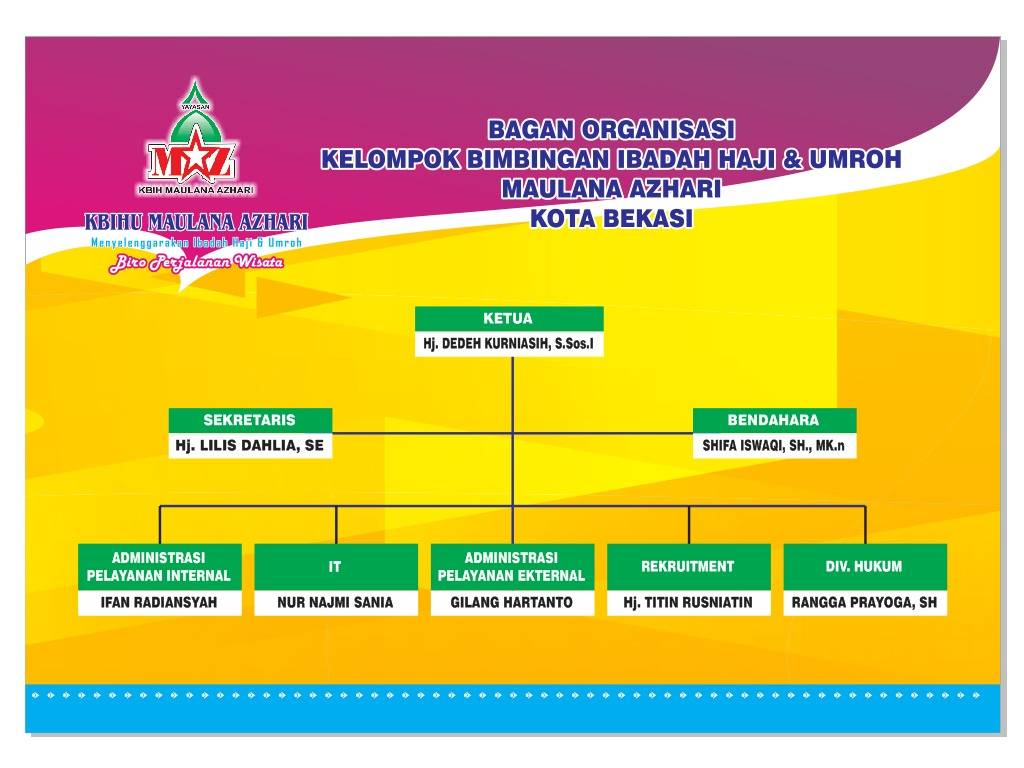 YAYASAN
MAZ
KBIH MAULANA AZHARI
KBIHU MAULANA AZHARI
Menyelenggarakan Ibadah Haji & Umroh
Biro Perjalanan Wisata
BAGAN ORGANISASI
KELOMPOK BIMBINGAN IBADAH HAJI & UMROH
MAULANA AZHARI
KOTA BEKASI
KETUA
Hj. DEDEH KURNIASIH, S.Sos.I
SEKRETARIS
Hj. LILIS DAHLIA, SE
BENDAHARA
SHIFA ISWAQI, SH., MK.n
ADMINISTRASI
PELAYANAN INTERNAL
IFAN RADIANSYAH
IT
NUR NAJMI SANIA
ADMINISTRASI
PELAYANAN EKTERNAL
GILANG HARTANTO
REKRUITMENT
Hj. TITIN RUSNIATIN
DIV. HUKUM
RANGGA PRAYOGA, SH